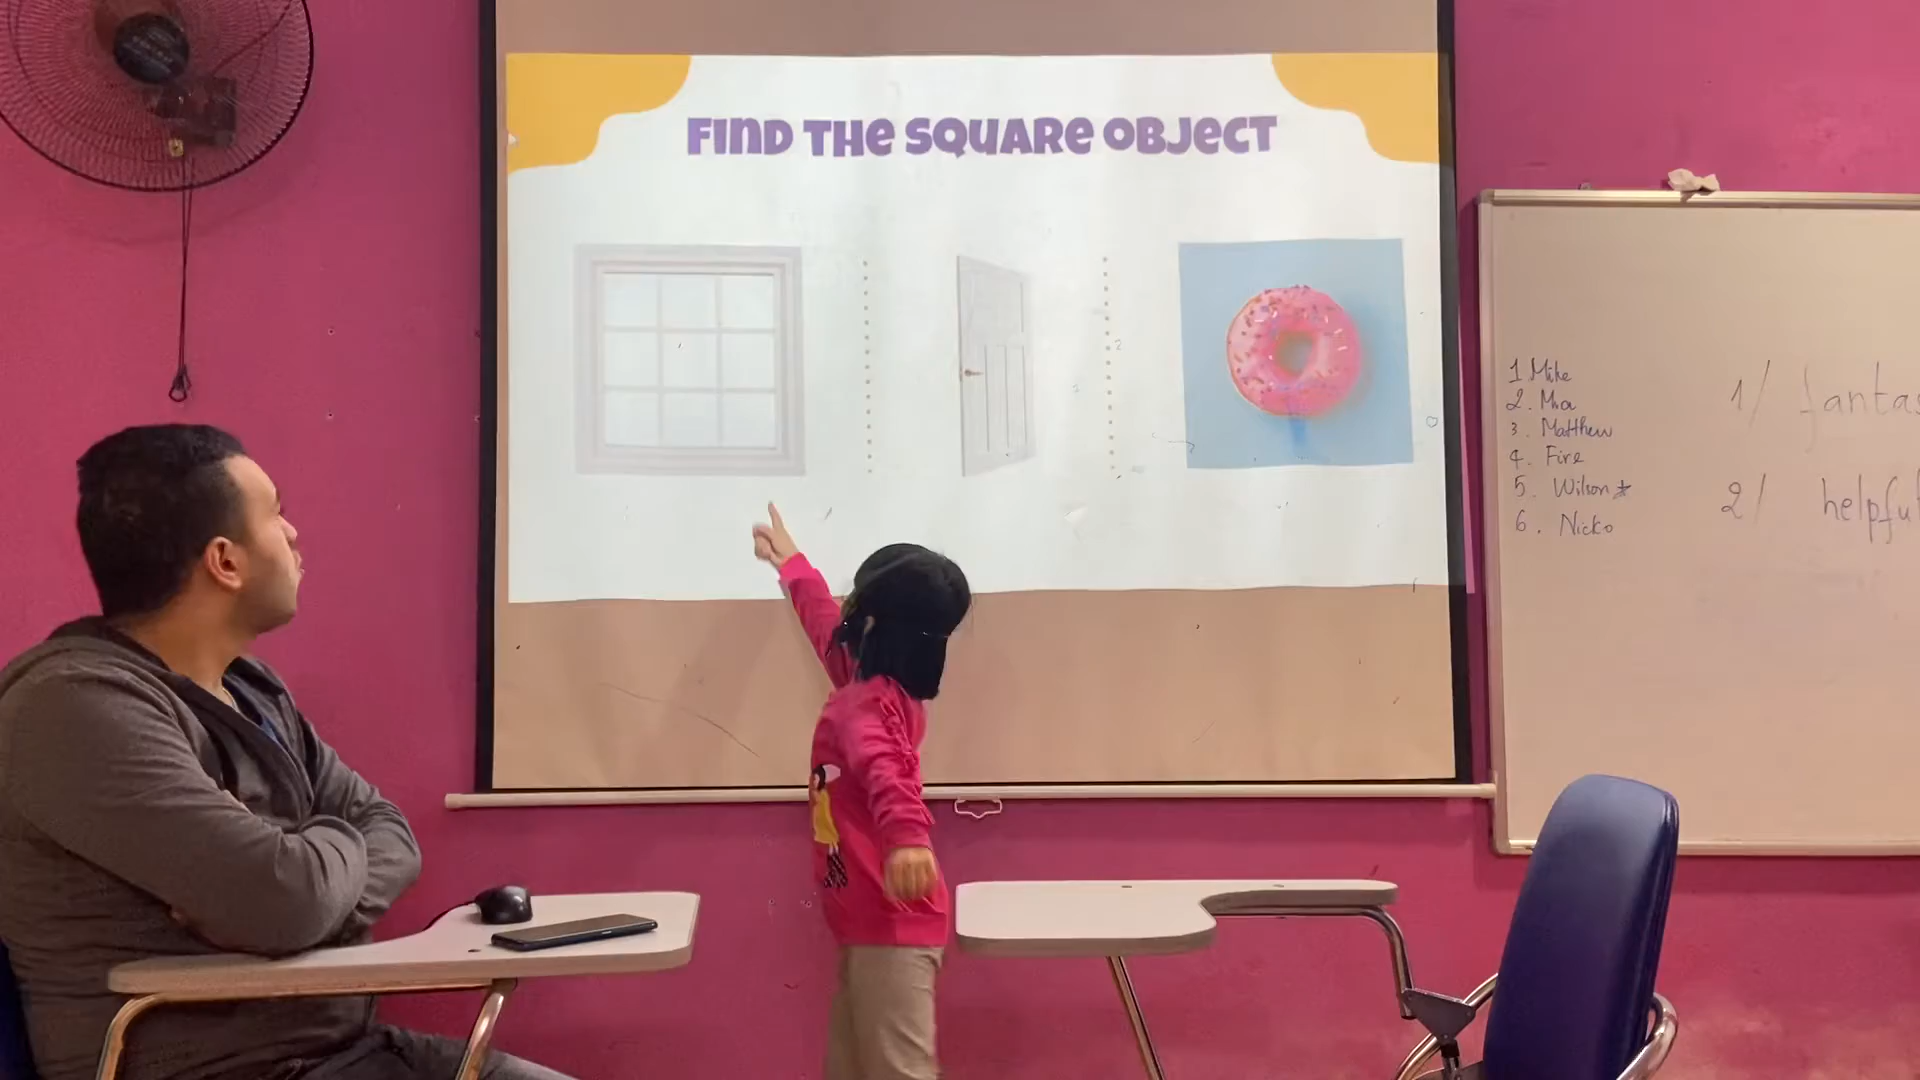 FIND THE SQUARE OBJECT
1. Mike
2. Mia
3. Matthew
4. Fire
5. Wilson *
6. Nicko
1/ fantas
2/ helpful